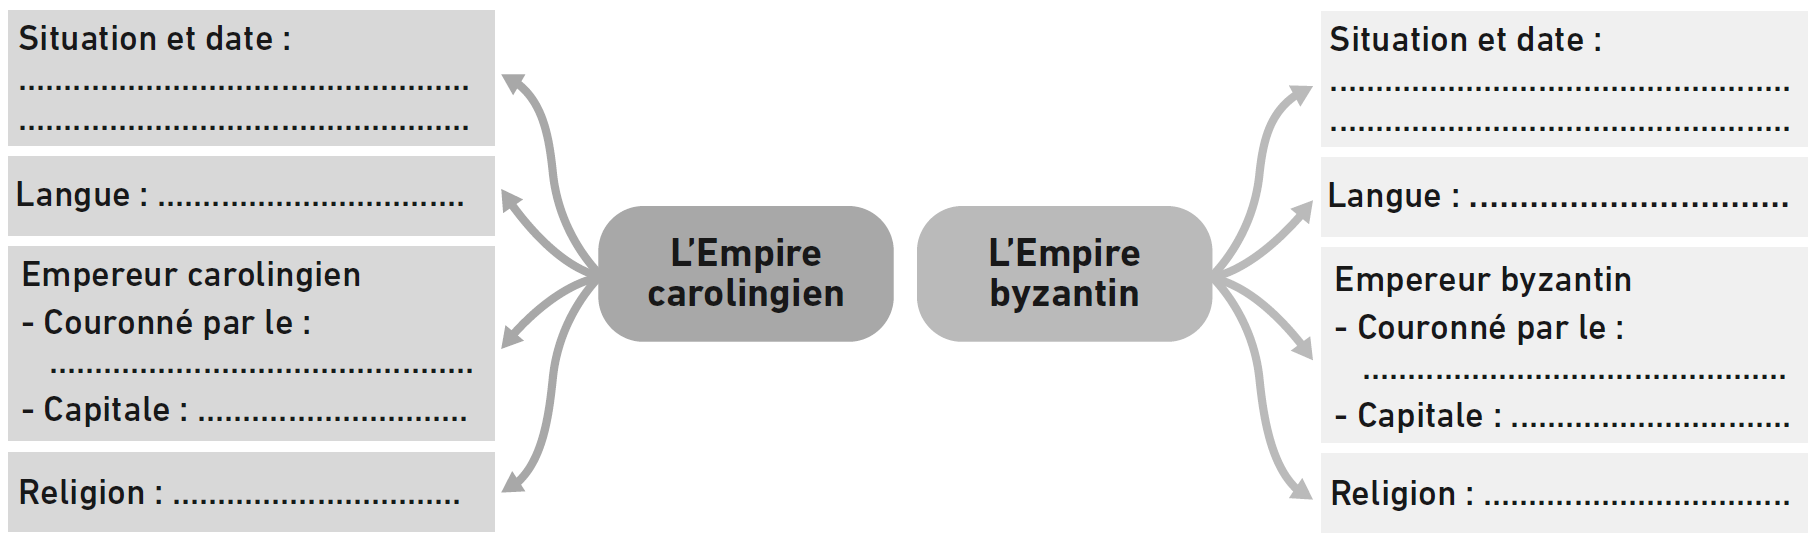 Situation et date :
..................................................
..................................................
Langue : ..................................
Empereur carolingien
- Couronné par le :
...............................................
- Capitale : ..............................
Religion : ................................
L'Empire
carolingien
L'Empire
byzantin
Situation et date :
...................................................
...................................................
Langue : ................................
Empereur byzantin
- Couronné par le :
...............................................
- Capitale : ...............................
Religion : ..................................